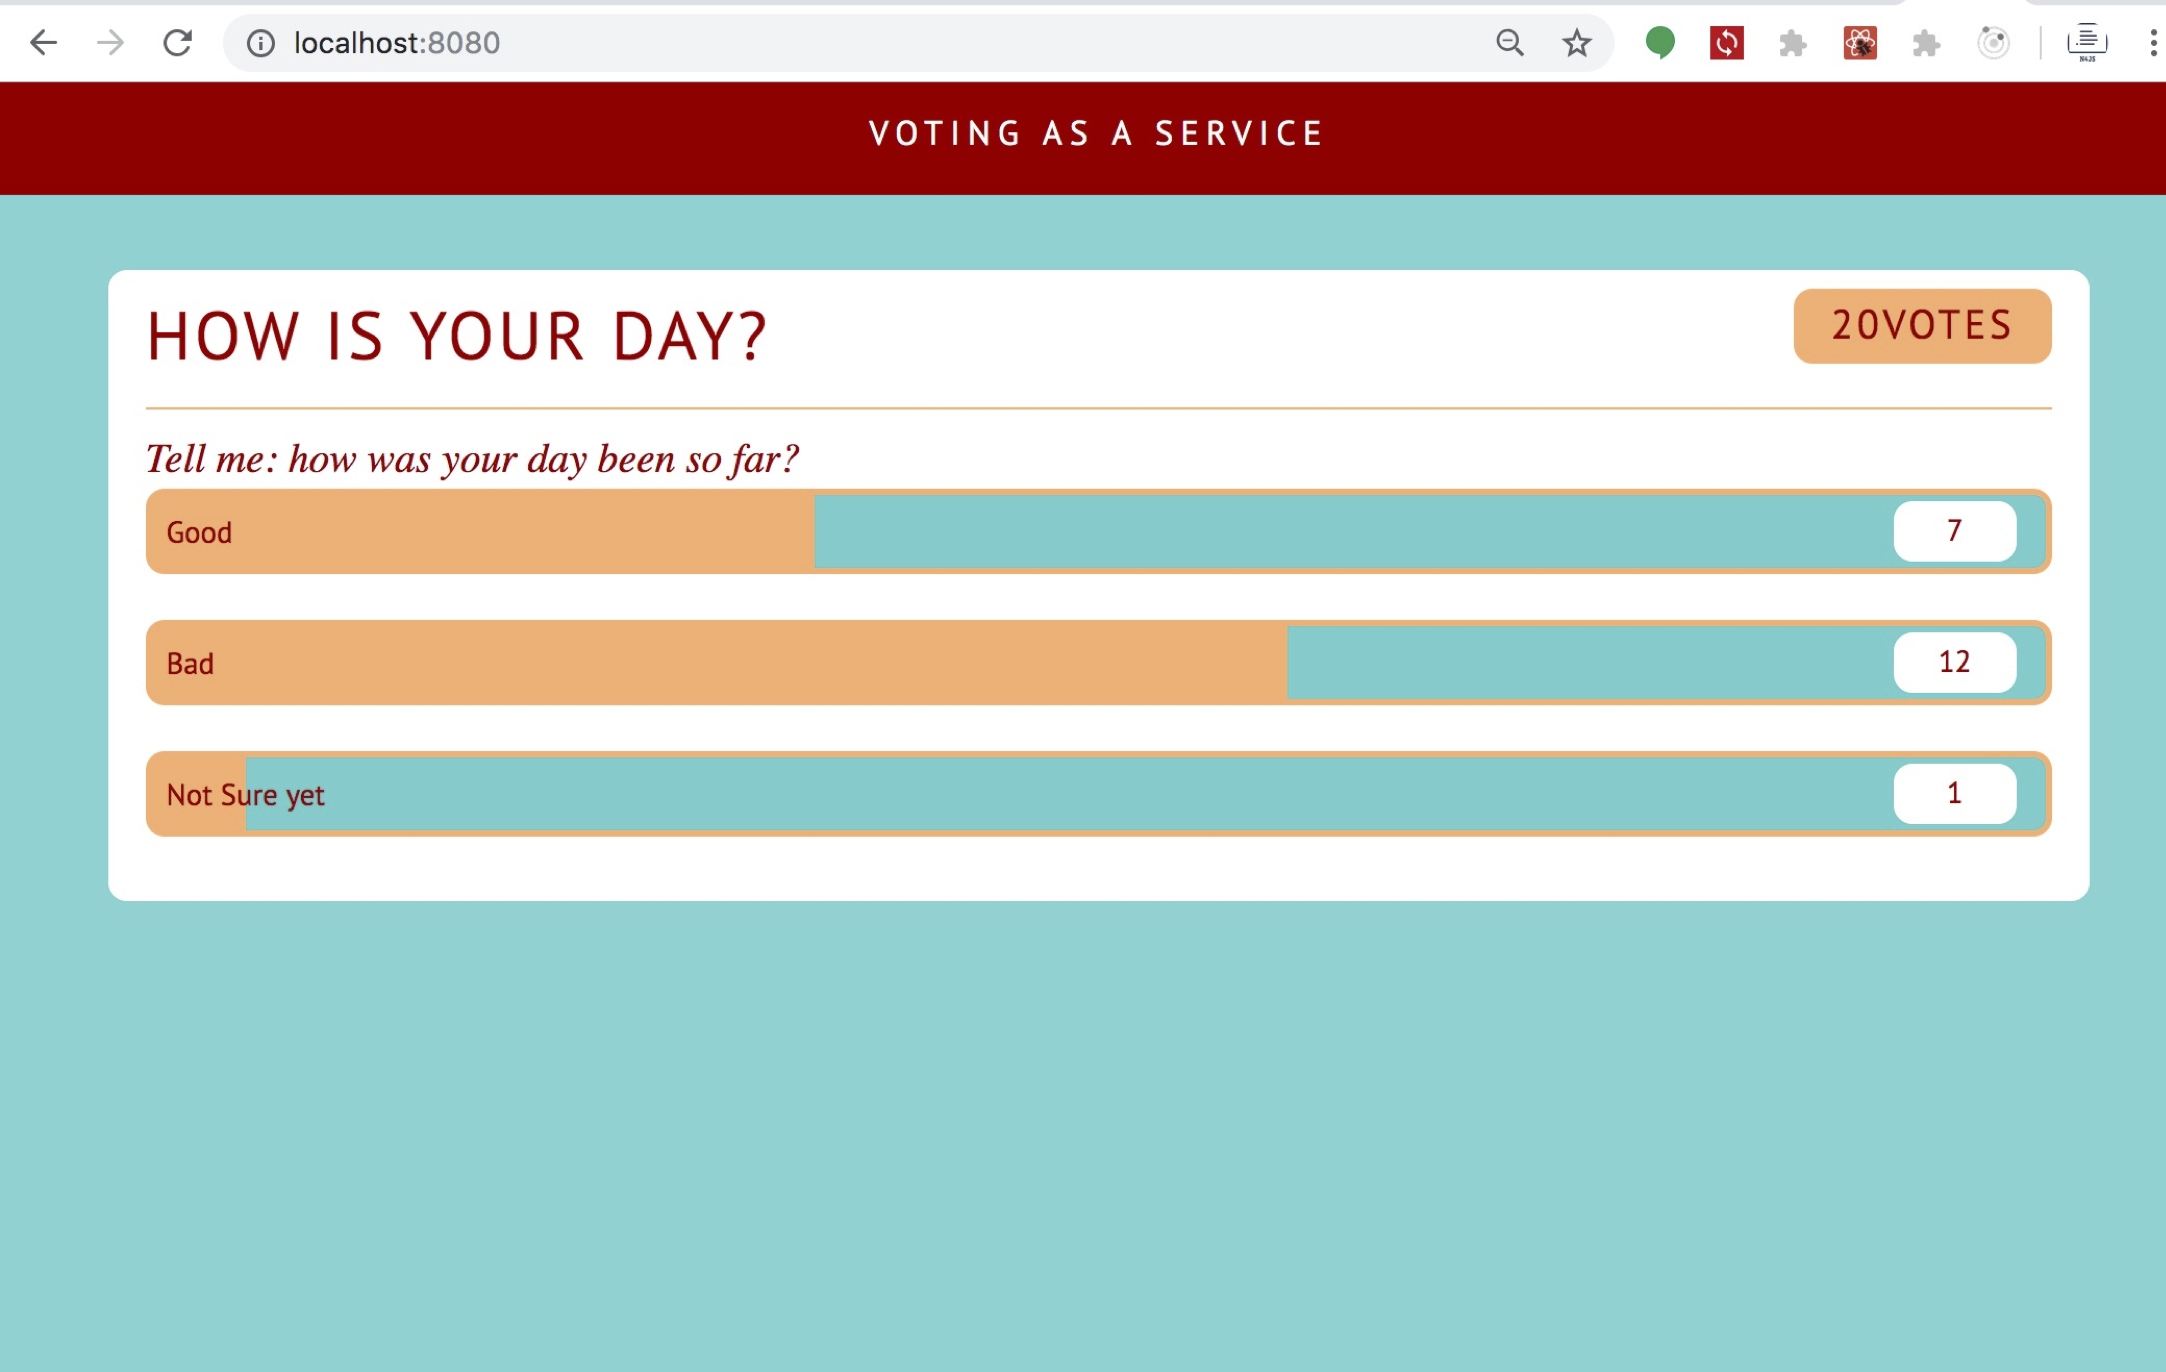 localhost:8080
N4JS
VOTING AS A SERVICE
HOW IS YOUR DAY?
20VOTES
Tell me: how was your day been so far?
Good
7
Bad
12
Not Sure yet
1